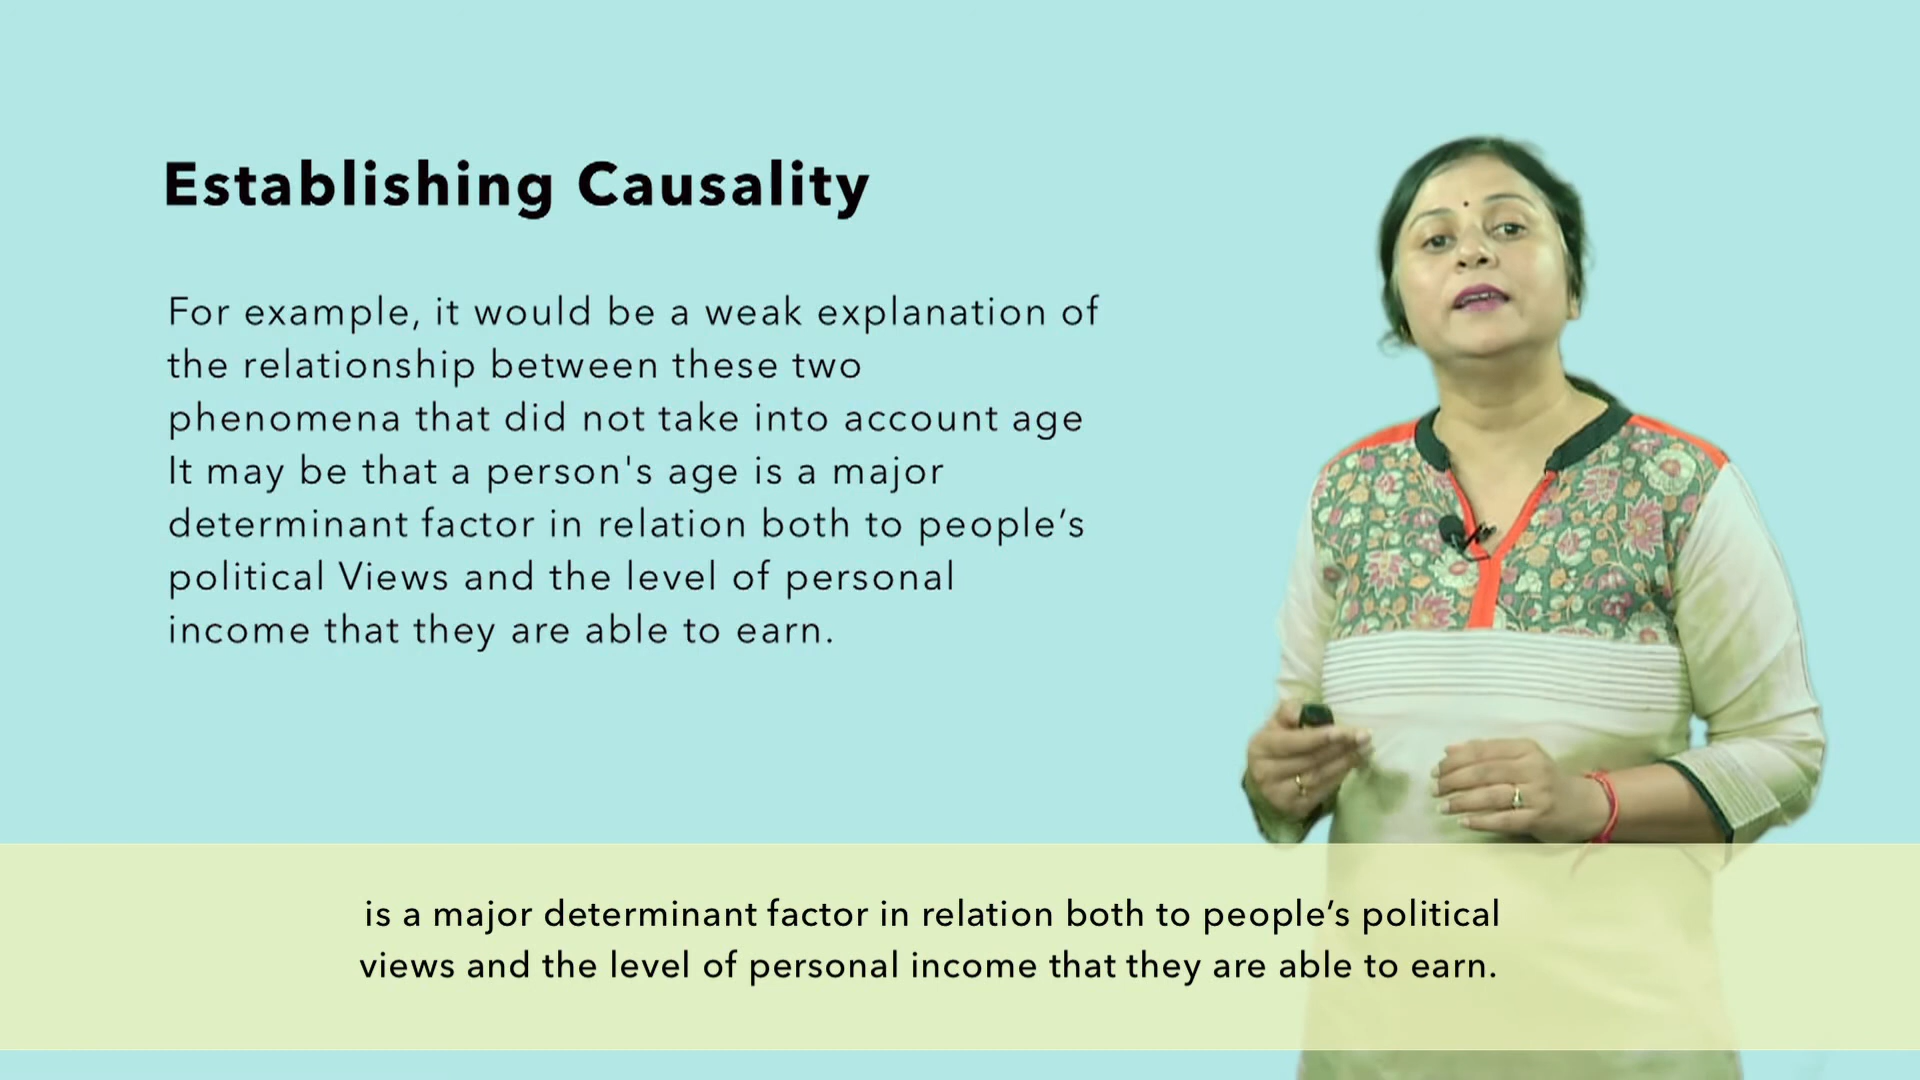 Establishing Causality
For example, it would be a weak explanation of
the relationship between these two
phenomena that did not take into account age
It may be that a person's age is a major
determinant factor in relation both to people’s
political Views and the level of personal
income that they are able to earn.
is a major determinant factor in relation both to people’s political
views and the level of personal income that they are able to earn.